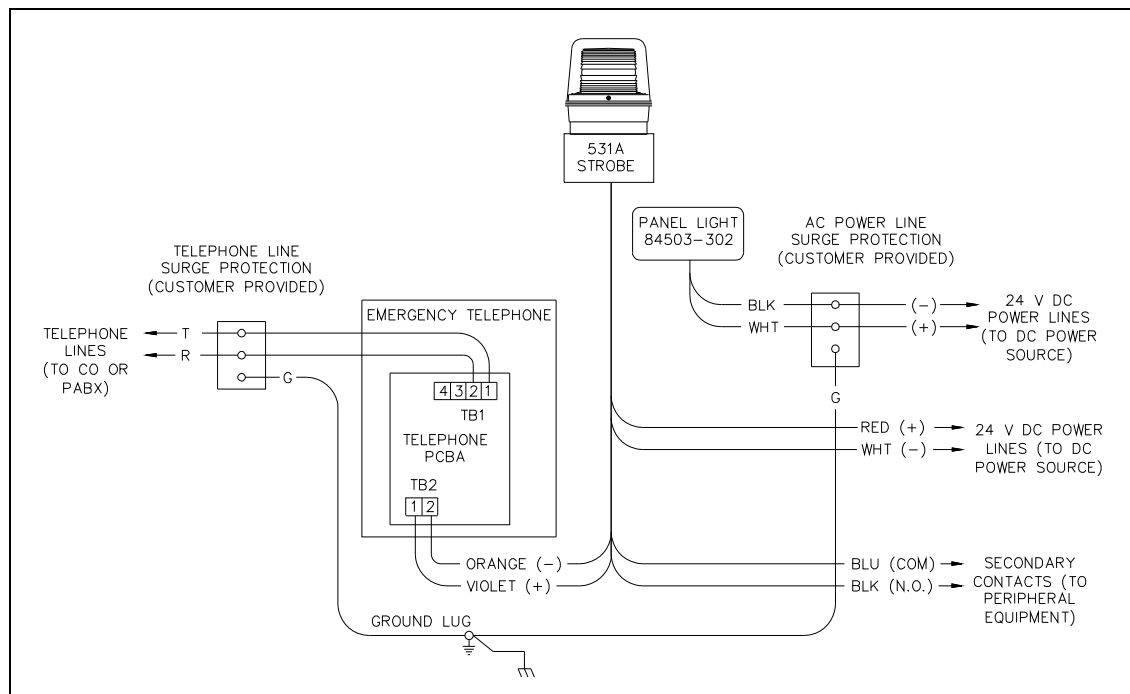 531A
STROBE
PANEL LIGHT
84503-302
AC POWER LINE
SURGE PROTECTION
(CUSTOMER PROVIDED)
TELEPHONE LINE
SURGE PROTECTION
(CUSTOMER PROVIDED)
BLK
(-)
WHT
(+)
24 V DC
POWER LINES
(TO DC POWER
SOURCE)
EMERGENCY TELEPHONE
TELEPHONE
LINES
(TO CO OR
PABX)
T
R
G
G
4 3 2 1
TB1
TELEPHONE
PCBA
TB2
1 2
RED (+)
WHT (-)
24 V DC POWER
LINES (TO DC
POWER SOURCE)
ORANGE (-)
VIOLET (+)
BLU (COM)
BLK (N.O.)
SECONDARY
CONTACTS (TO
PERIPHERAL
EQUIPMENT)
GROUND LUG